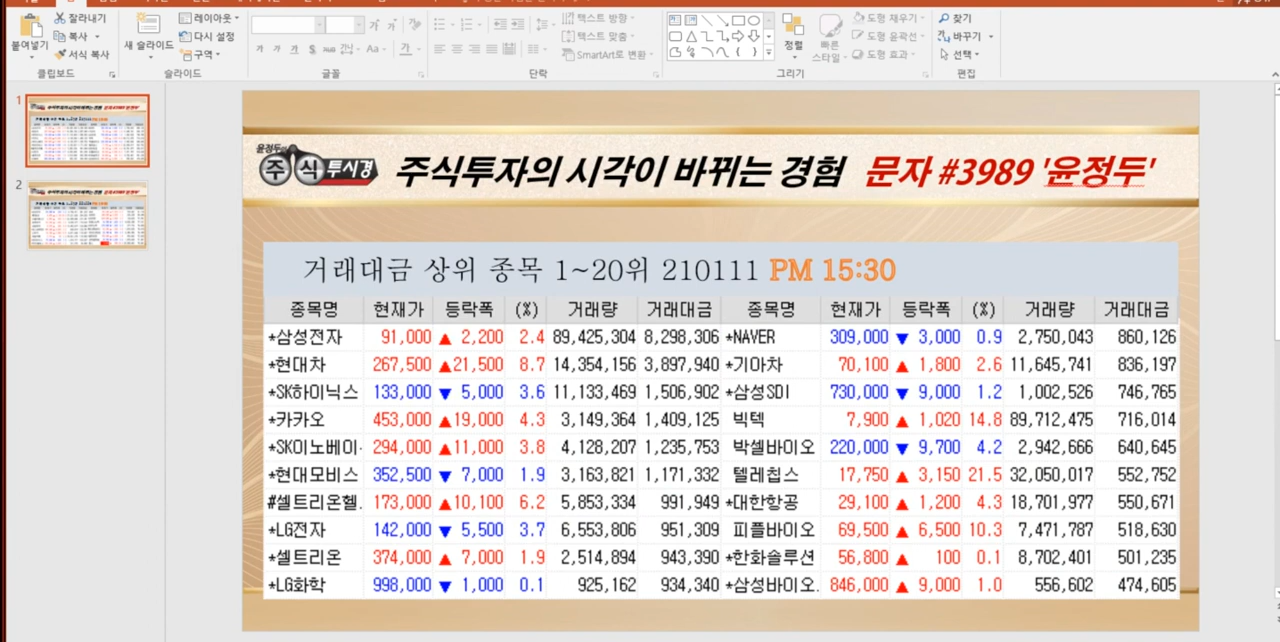 잘라내기
레이아웃
텍스트 방향
도형 채우기
찾기
복사
다시 설정
텍스트 맞춤
도형 윤곽선
바꾸기
붙여넣기
서식 복사
새 슬라이드
구역
SmartArt로 변환
정렬
빠른 스타일
도형 효과
선택
클립보드
슬라이드
글꼴
단락
그리기
편집
1
2
윤정두의
주식투시경 주식투자의 시각이 바뀌는 경험 문자 #3989 '윤정두'
거래대금 상위 종목 1~20위 210111 PM 15:30
종목명 현재가 등락폭 (%) 거래량 거래대금 종목명 현재가 등락폭 (%) 거래량 거래대금
*삼성전자 91,000 ▲ 2,200 2.4 89,425,304 8,298,306 *NAVER 309,000 ▼ 3,000 0.9 2,750,043 860,126
*현대차 267,500 ▲ 21,500 8.7 14,354,156 3,897,940 *기아차 70,100 ▲ 1,800 2.6 11,645,741 836,197
*SK하이닉스 133,000 ▼ 5,000 3.6 11,133,469 1,506,902 *삼성SDI 730,000 ▼ 9,000 1.2 1,002,526 746,765
*카카오 453,000 ▲ 19,000 4.3 3,149,364 1,409,125 빅텍 7,900 ▲ 1,020 14.8 89,712,475 716,014
*SK이노베이 294,000 ▲ 11,000 3.8 4,128,207 1,235,753 박셀바이오 220,000 ▼ 9,700 4.2 2,942,666 640,645
*현대모비스 352,500 ▼ 7,000 1.9 3,163,821 1,171,332 텔레칩스 17,750 ▲ 3,150 21.5 32,050,017 552,752
#셀트리온헬. 173,000 ▲ 10,100 6.2 5,853,334 991,949 *대한항공 29,100 ▲ 1,200 4.3 18,701,977 550,671
*LG전자 142,000 ▼ 5,500 3.7 6,553,806 951,309 피플바이오 69,500 ▲ 6,500 10.3 7,471,787 518,630
*셀트리온 374,000 ▲ 7,000 1.9 2,514,894 943,390 *한화솔루션 56,800 ▲ 100 0.1 8,702,401 501,235
*LG화학 998,000 ▼ 1,000 0.1 925,162 934,340 *삼성바이오. 846,000 ▲ 9,000 1.0 556,602 474,605